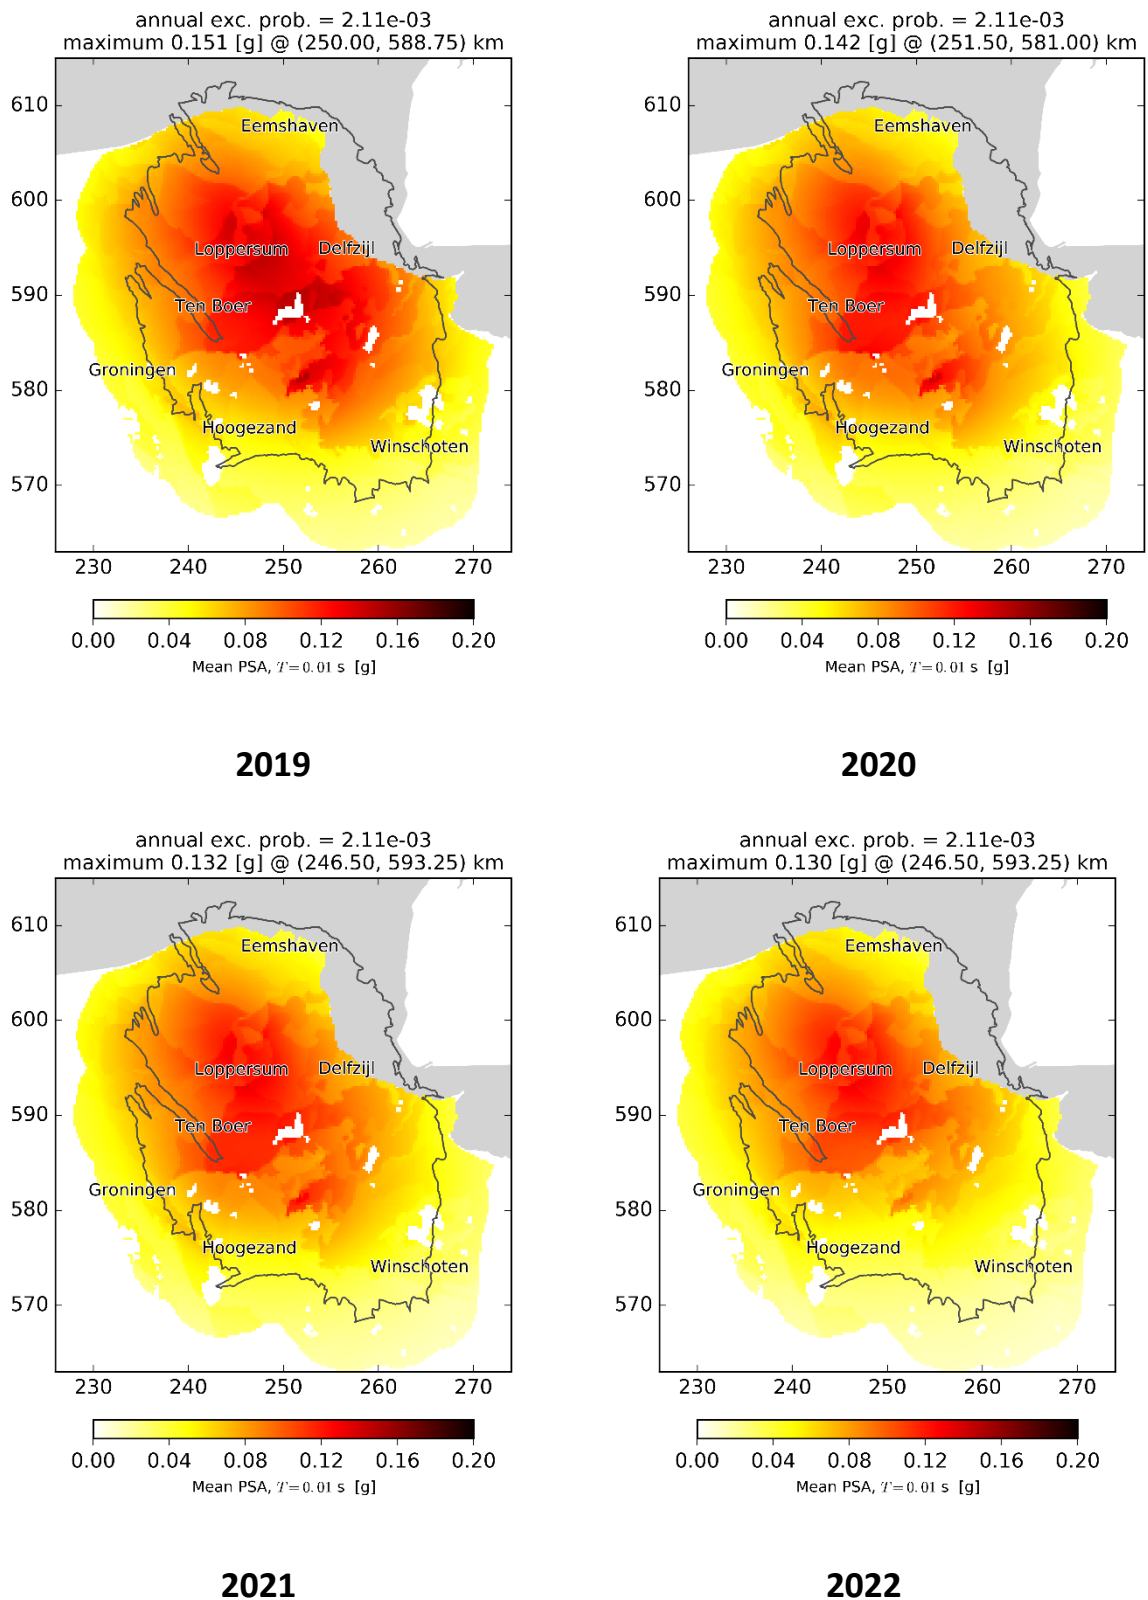 annual exc. prob. = 2.11e-03
maximum 0.151 [g] @ (250.00, 588.75) km
610
600
590
580
570
Eemshaven
Loppersum
Delfzijl
Ten Boer
Groningen
Hoogezand
Winschoten
230 240 250 260 270
0.00 0.04 0.08 0.12 0.16 0.20
Mean PSA, T=0.01 s [g]
2019
annual exc. prob. = 2.11e-03
maximum 0.142 [g] @ (251.50, 581.00) km
610
600
590
580
570
Eemshaven
Loppersum
Delfzijl
Ten Boer
Groningen
Hoogezand
Winschoten
230 240 250 260 270
0.00 0.04 0.08 0.12 0.16 0.20
Mean PSA, T=0.01 s [g]
2020
annual exc. prob. = 2.11e-03
maximum 0.132 [g] @ (246.50, 593.25) km
610
600
590
580
570
Eemshaven
Loppersum
Delfzijl
Ten Boer
Groningen
Hoogezand
Winschoten
230 240 250 260 270
0.00 0.04 0.08 0.12 0.16 0.20
Mean PSA, T=0.01 s [g]
2021
annual exc. prob. = 2.11e-03
maximum 0.130 [g] @ (246.50, 593.25) km
610
600
590
580
570
Eemshaven
Loppersum
Delfzijl
Ten Boer
Groningen
Hoogezand
Winschoten
230 240 250 260 270
0.00 0.04 0.08 0.12 0.16 0.20
Mean PSA, T=0.01 s [g]
2022